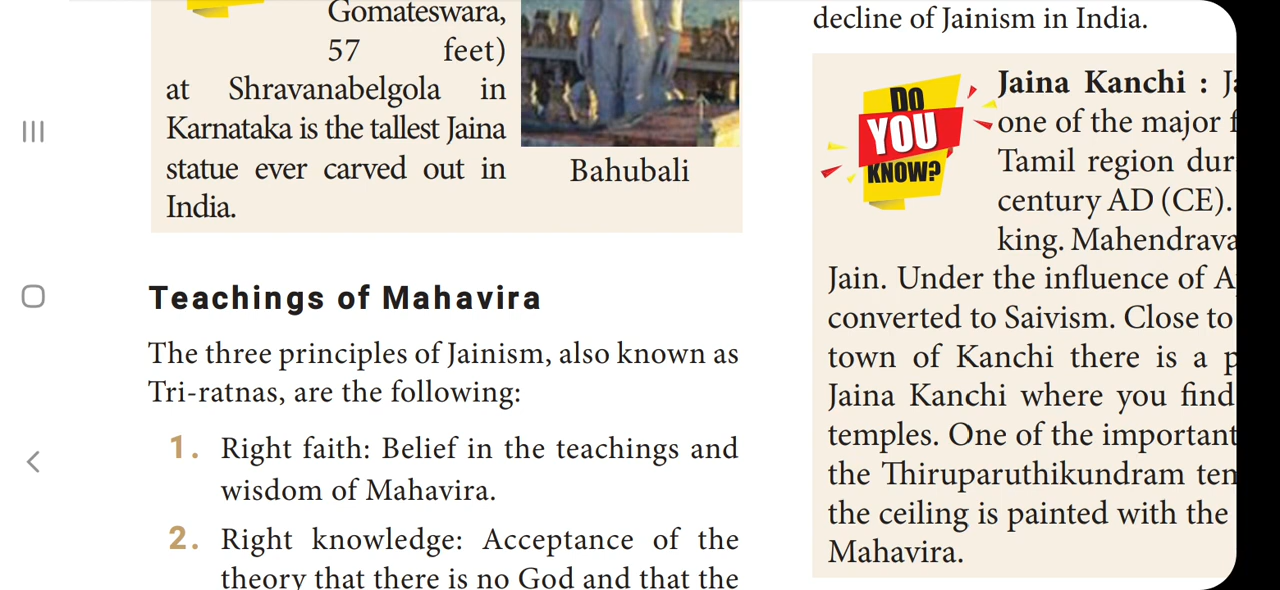 Gomateswara,
57 feet)
at Shravanabelgola in
Karnataka is the tallest Jaina
statue ever carved out in
India.
Bahubali
Teachings of Mahavira
The three principles of Jainism, also known as
Tri-ratnas, are the following:
1. Right faith: Belief in the teachings and
wisdom of Mahavira.
2. Right knowledge: Acceptance of the
theory that there is no God and that the
decline of Jainism in India.
DO
YOU
KNOW?
Jaina Kanchi :
one of the major
Tamil region
century AD (CE).
king.
Jain. Under the influence of
converted to Saivism. Close to
town of Kanchi there is a
Jaina Kanchi where you find
temples. One of the important
the Thiruparuthikundram
the ceiling is painted with the
Mahavira.